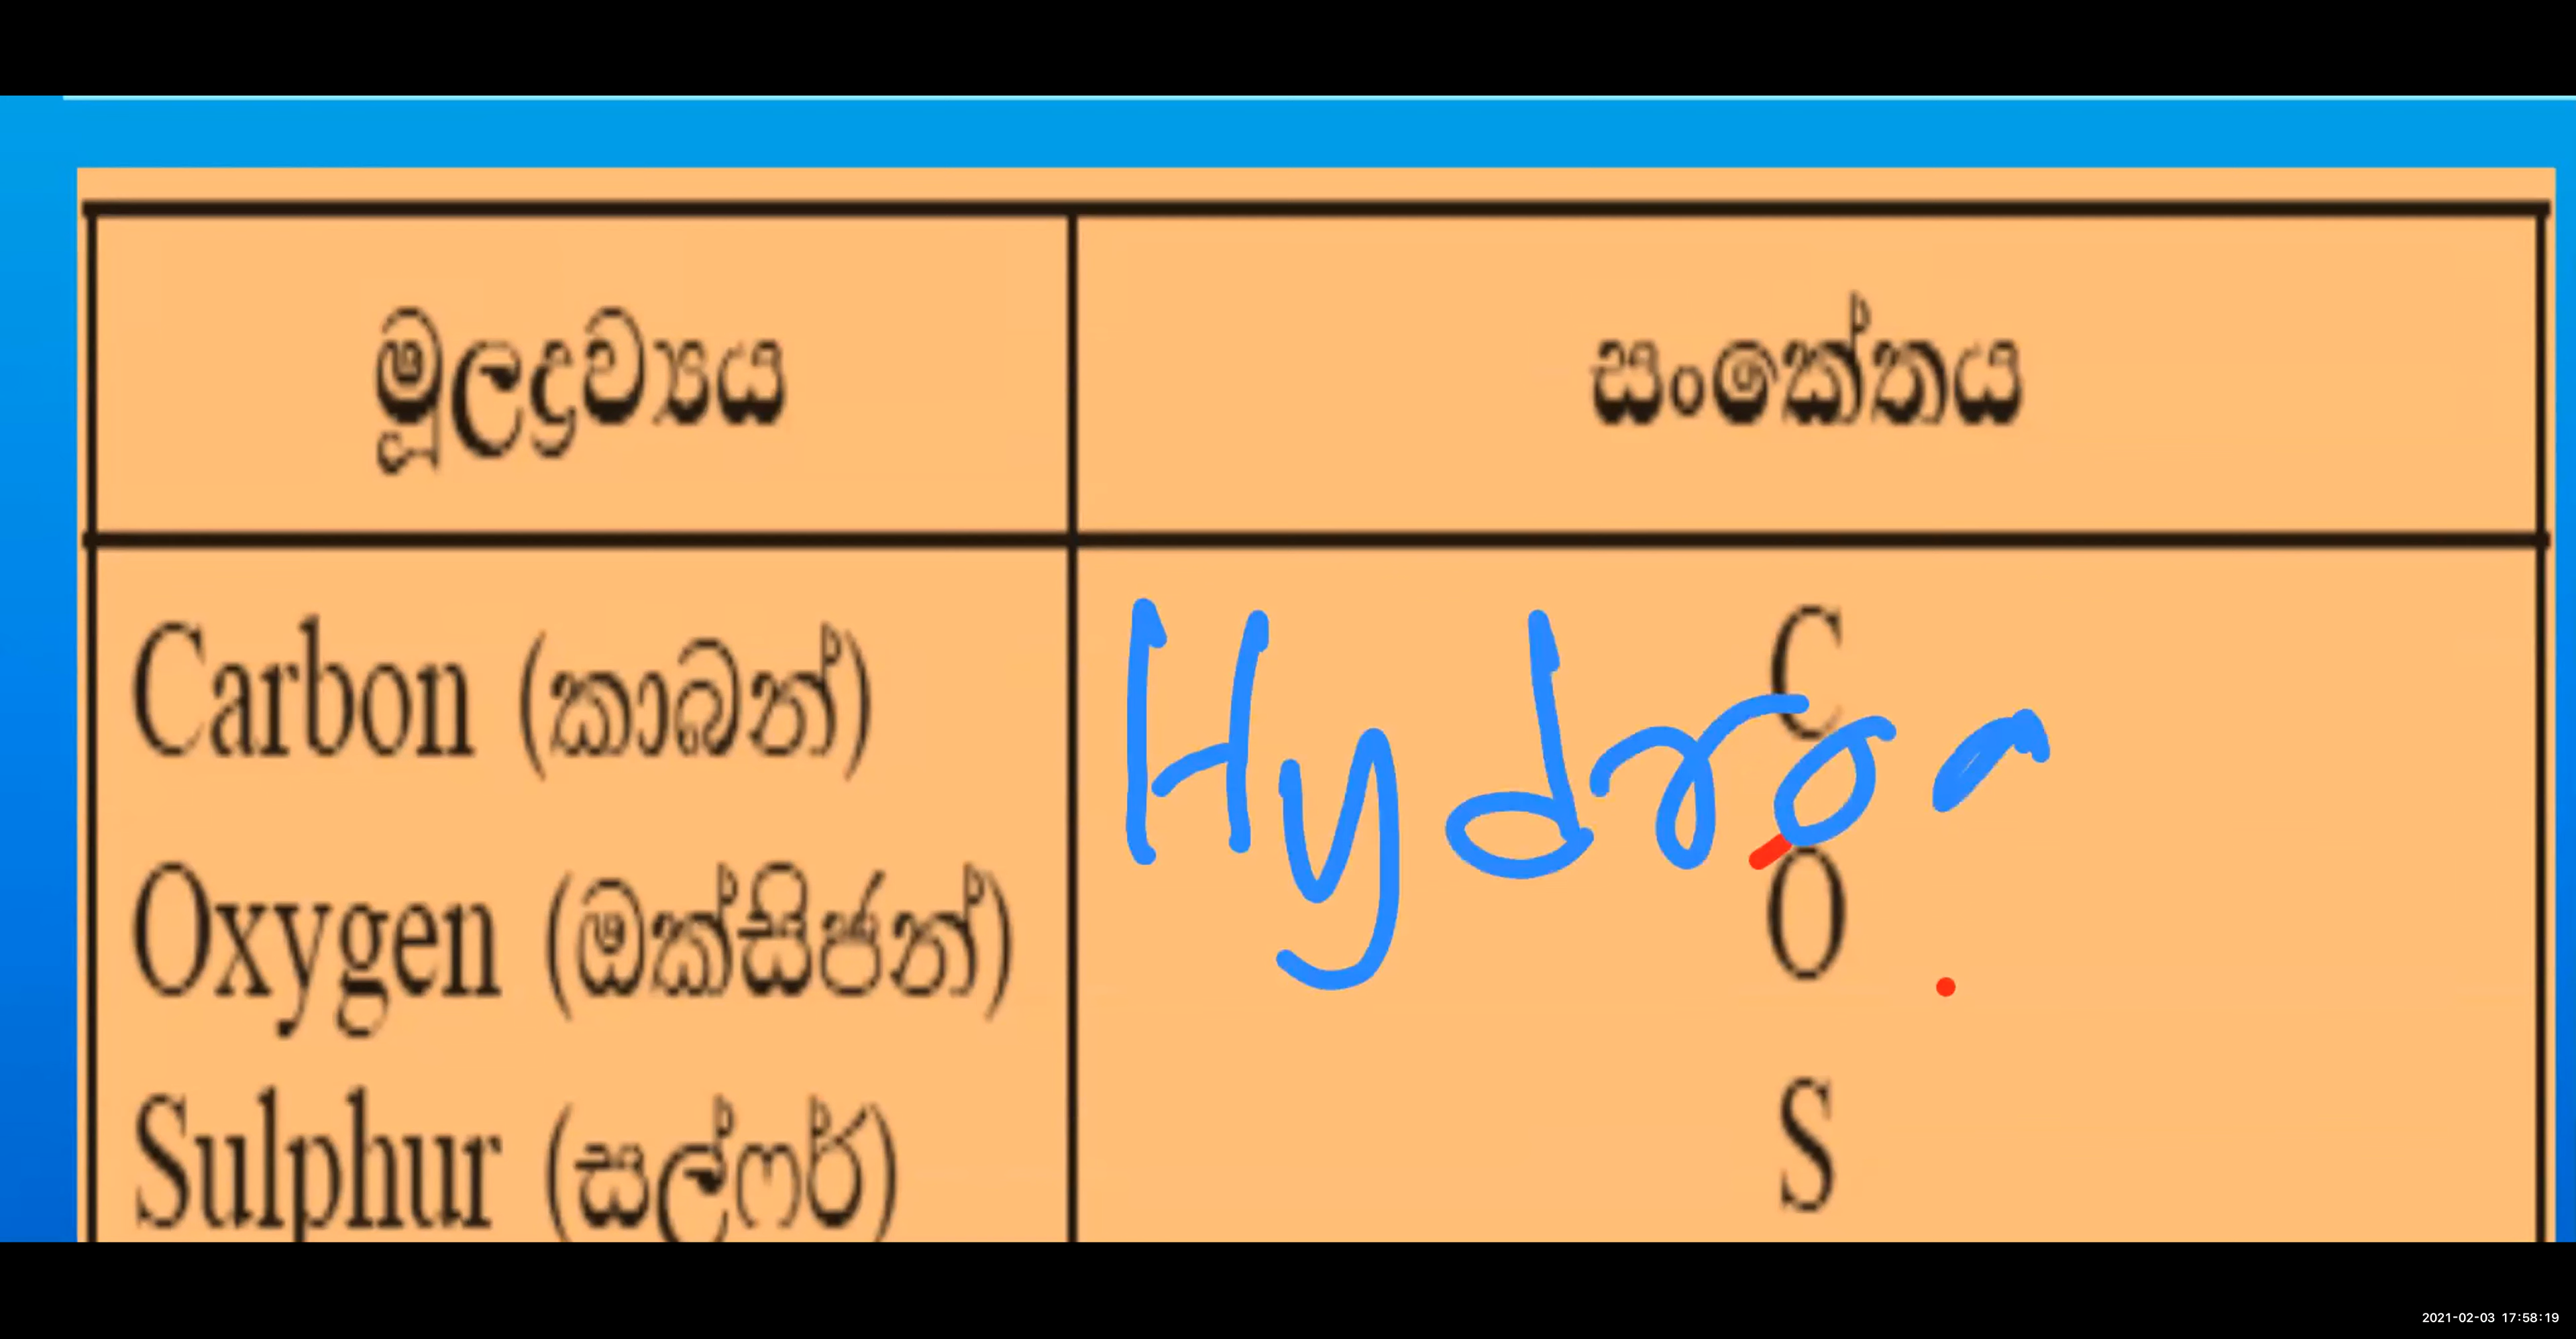 මූලද්‍රව්‍යය සංකේතය
Carbon (කාබන්) C
Hydro
Oxygen (ඔක්සිජන්) O
Sulphur (සල්ෆර්) S
2021-02-03 17:58:19